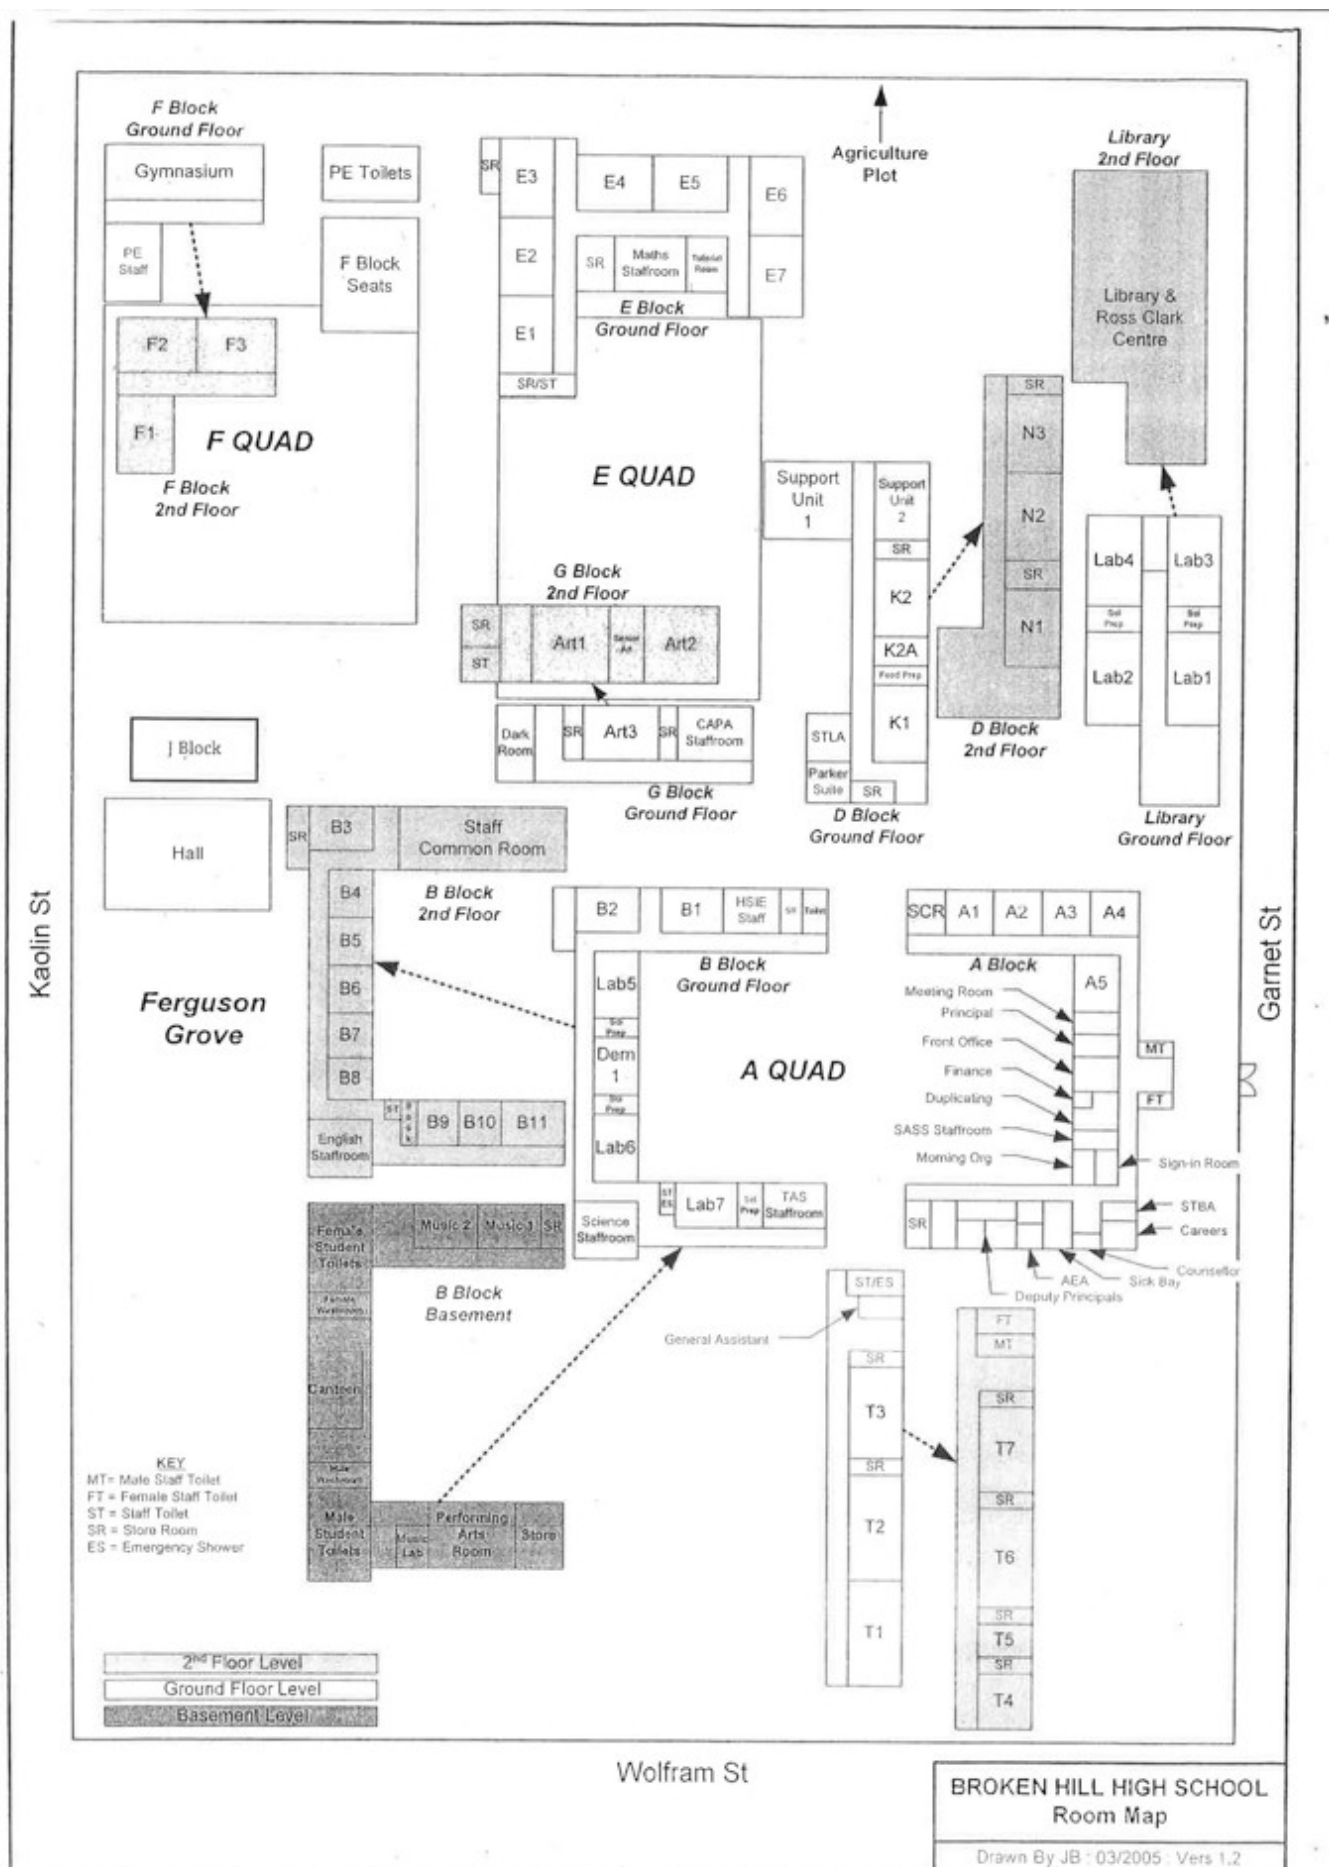 F Block
Ground Floor
Gymnasium
PE Toilets
PE
Staff
F Block
Seats
F2
F3
F1
F QUAD
F Block
2nd Floor
SR
E3
E4
E5
E6
E2
SR
Maths
Staffroom
Tutorial
Room
E7
E1
E Block
Ground Floor
SR/ST
E QUAD
Agriculture
Plot
Library
2nd Floor
Library &
Ross Clark
Centre
Support
Unit
1
Support
Unit
2
SR
K2
K2A
Food Prep
K1
STLA
Parker
Suite
SR
D Block
Ground Floor
SR
N3
N2
SR
N1
D Block
2nd Floor
Lab4
Lab3
Sci
Prep
Sci
Prep
Lab2
Lab1
Library
Ground Floor
G Block
2nd Floor
SR
ST
Art1
Art2
Dark
Room
SR
Art3
SR
CAPA
Staffroom
G Block
Ground Floor
J Block
Hall
SR
B3
Staff
Common Room
B4
B Block
2nd Floor
B5
B6
B7
B8
ST
B9
B10
B11
English
Staffroom
Kaolin St
Ferguson
Grove
B2
B1
HSIE
Staff
SR
Toilet
B Block
Ground Floor
Lab5
Sci
Prep
Dem
1
Sci
Prep
Lab6
ST
ES
Lab7
Sci
Prep
TAS
Staffroom
Science
Staffroom
A QUAD
SCR
A1
A2
A3
A4
A Block
A5
Meeting Room
Principal
Front Office
Finance
Duplicating
SASS Staffroom
Morning Org
MT
FT
Sign-in Room
STBA
Careers
SR
Counsellor
Sick Bay
AEA
Deputy Principals
Garnet St
Female
Student
Toilets
Music 2
Music 1
SR
Female
Washroom
B Block
Basement
Canteen
Male
Washroom
Male
Student
Toilets
Music
Lab
Performing
Arts
Room
Store
ST/ES
General Assistant
SR
T3
SR
T2
T1
FT
MT
SR
T7
SR
T6
SR
T5
SR
T4
KEY
MT= Male Staff Toilet
FT = Female Staff Toilet
ST = Staff Toilet
SR = Store Room
ES = Emergency Shower
2nd Floor Level
Ground Floor Level
Basement Level
Wolfram St
BROKEN HILL HIGH SCHOOL
Room Map
Drawn By JB : 03/2005 : Vers 1.2